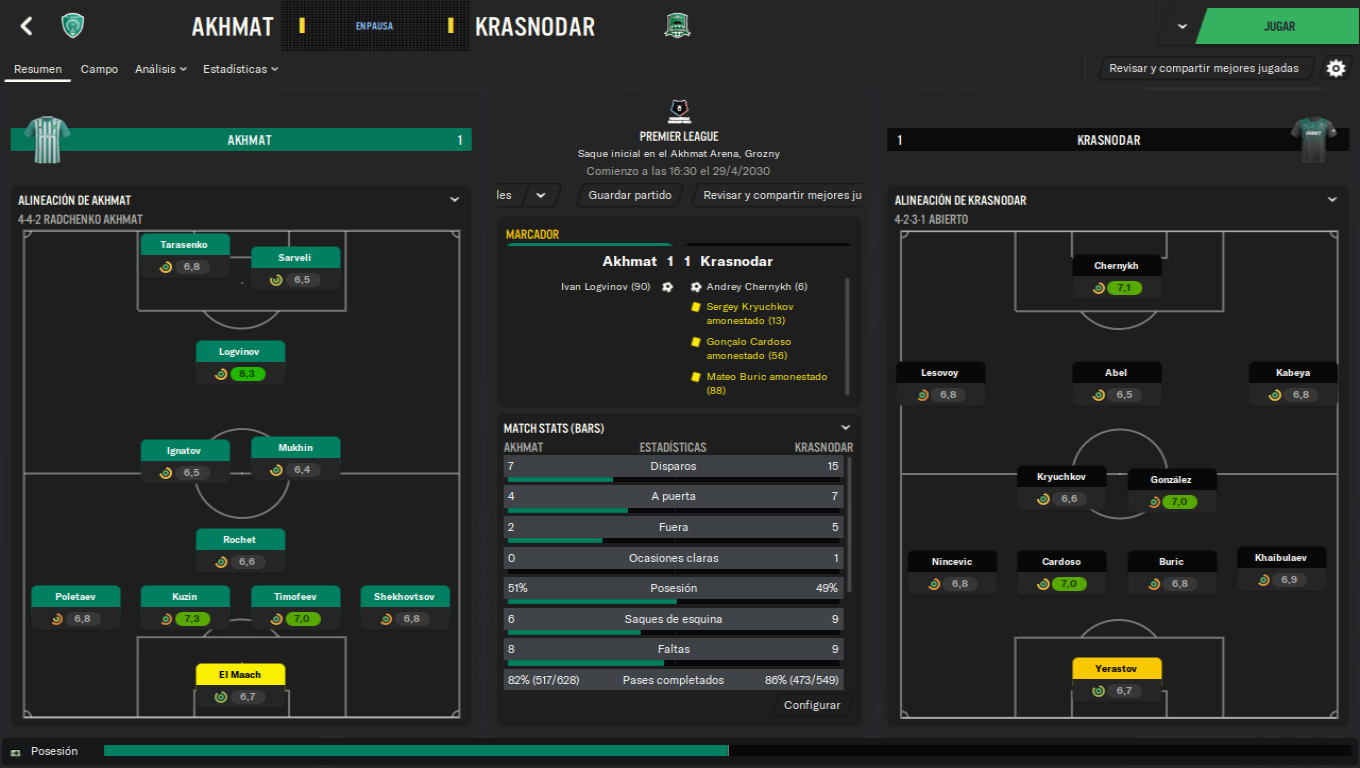 AKHMAT
EN PAUSA
KRASNODAR
JUGAR
Resumen
Campo
Análisis
Estadísticas
Revisar y compartir mejores jugadas
AKHMAT 1
PREMIER LEAGUE
Saque inicial en el Akhmat Arena, Grozny
Comienzo a las 16:30 el 29/4/2030
les
Guardar partido
Revisar y compartir mejores ju
1 KRASNODAR
ALINEACIÓN DE AKHMAT
4-4-2 RADCHENKO AKHMAT
Tarasenko
6,8
Sarveli
6,5
Logvinov
8,3
Ignatov
6,5
Mukhin
6,4
Rochet
6,6
Poletaev
6,8
Kuzin
7,3
Timofeev
7,0
Shekhovtsov
6,8
El Maach
6,7
MARCADOR
Akhmat 1 1 Krasnodar
Ivan Logvinov (90)
Andrey Chernykh (6)
Sergey Kryuchkov
amonestado (13)
Gonçalo Cardoso
amonestado (56)
Mateo Buric amonestado
(88)
MATCH STATS (BARS)
AKHMAT ESTADÍSTICAS KRASNODAR
7 Disparos 15
4 A puerta 7
2 Fuera 5
0 Ocasiones claras 1
51% Posesión 49%
6 Saques de esquina 9
8 Faltas 9
82% (517/628) Pases completados 86% (473/549)
Configurar
ALINEACIÓN DE KRASNODAR
4-2-3-1 ABIERTO
Chernykh
7,1
Lesovoy
6,8
Abel
6,5
Kabeya
6,8
Kryuchkov
6,6
González
7,0
Nincevic
6,8
Cardoso
7,0
Buric
6,8
Khaibulaev
6,9
Yerastov
6,7
Posesión